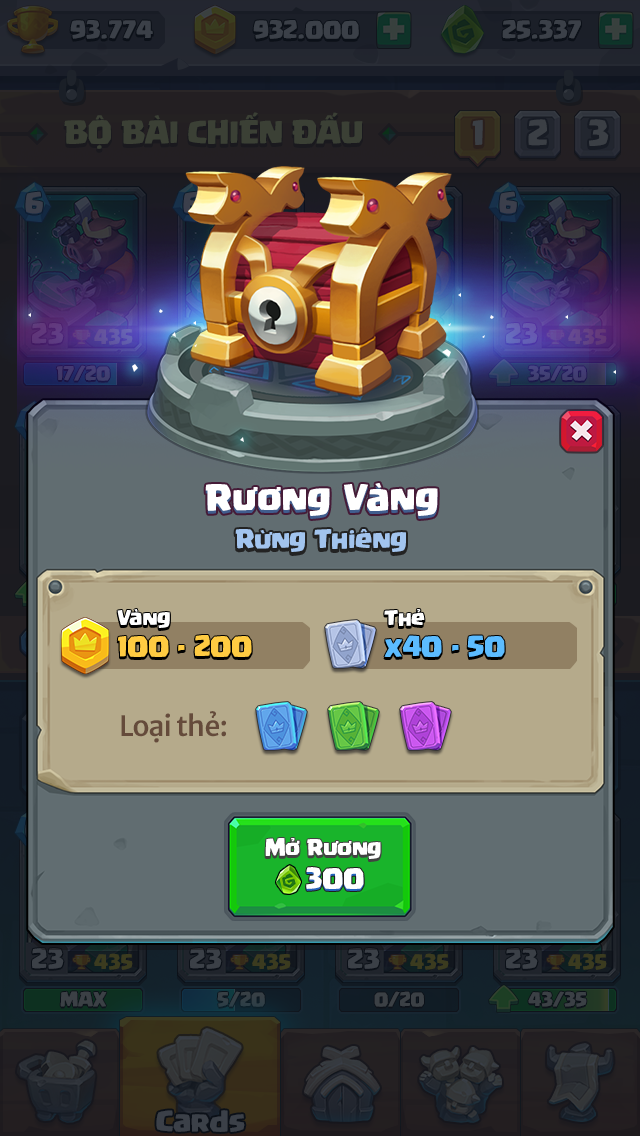 93.774
932.000
25.337
BỘ BÀI CHIẾN ĐẤU
1 2 3
6 6
23 435 23 435
17/20 35/20
Rương Vàng
Rừng Thiêng
Vàng
100 - 200
Thẻ
x40 - 50
Loại thẻ:
Mở Rương
G 300
23 435 23 435 23 435 23 435
MAX 5/20 0/20 43/35
Cards